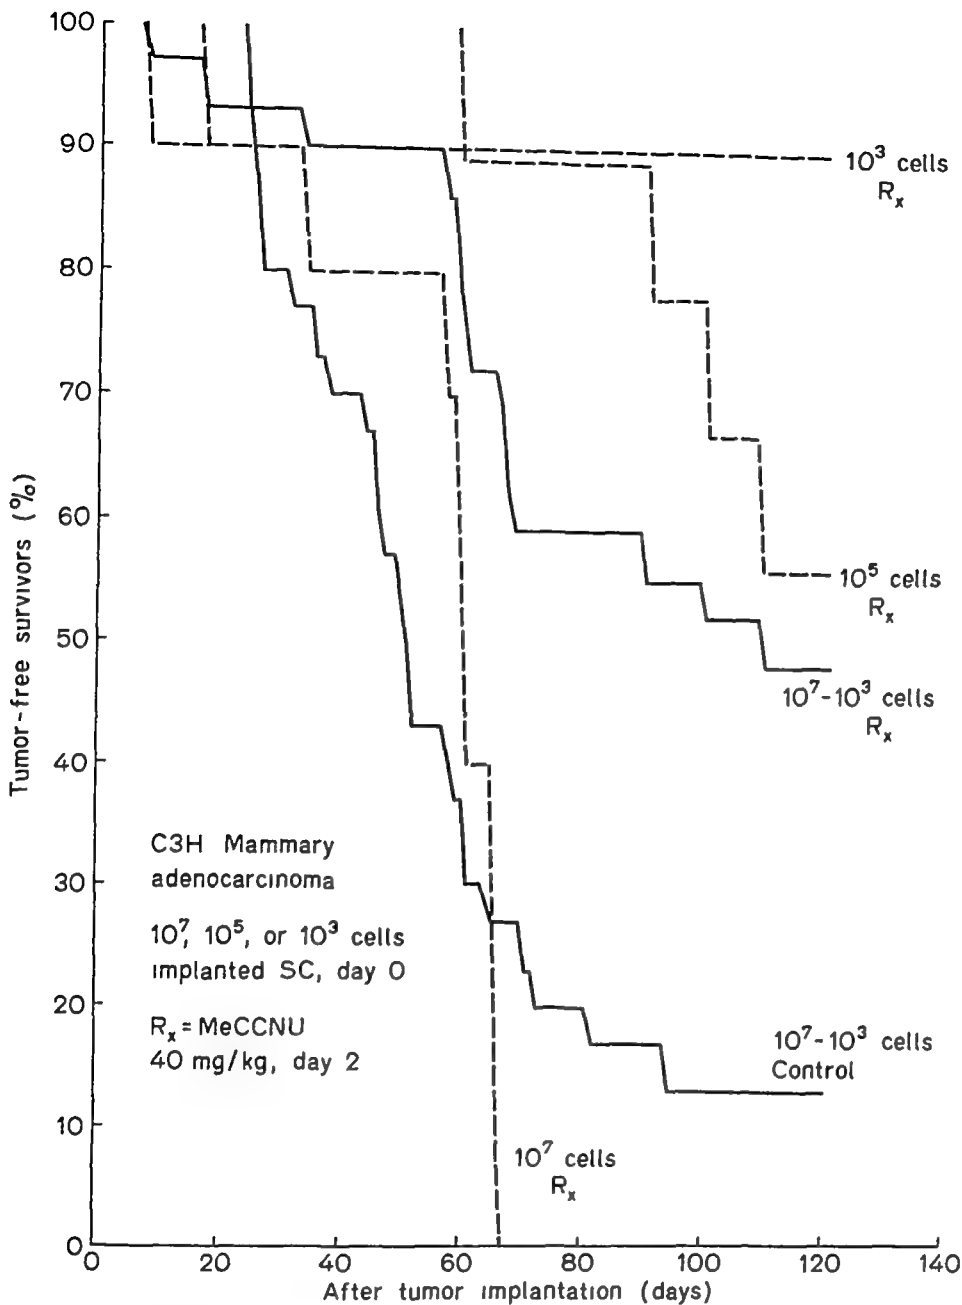 100
90
80
70
60
50
40
30
20
10
0
Tumor-free survivors (%)
10³ cells
Rₓ
10⁵ cells
Rₓ
10⁷-10³ cells
Rₓ
C3H Mammary
adenocarcinoma
10⁷, 10⁵, or 10³ cells
implanted SC, day 0
Rₓ = MeCCNU
40 mg/kg, day 2
10⁷-10³ cells
Control
10⁷ cells
Rₓ
0 20 40 60 80 100 120 140
After tumor implantation (days)